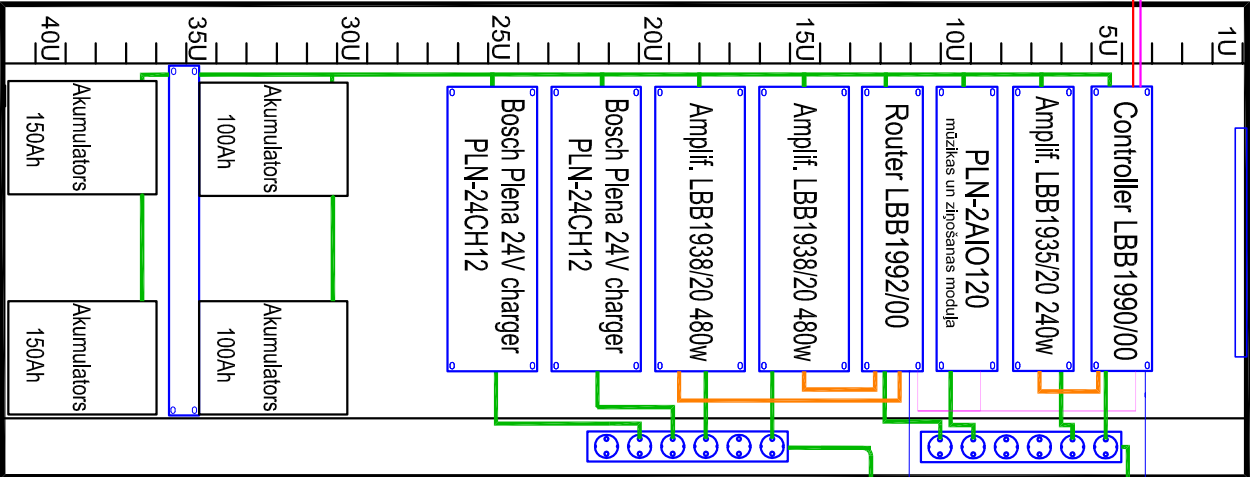 1U
5U
10U
15U
20U
25U
30U
35U
40U
Controller LBB1990/00
Amplif. LBB1935/20 240w
PLN-2AIO120
mūzikas un ziņošanas moduļa
Router LBB1992/00
Amplif. LBB1938/20 480w
Amplif. LBB1938/20 480w
Bosch Plena 24V charger
PLN-24CH12
Bosch Plena 24V charger
PLN-24CH12
Akumulators
100Ah
Akumulators
100Ah
Akumulators
150Ah
Akumulators
150Ah